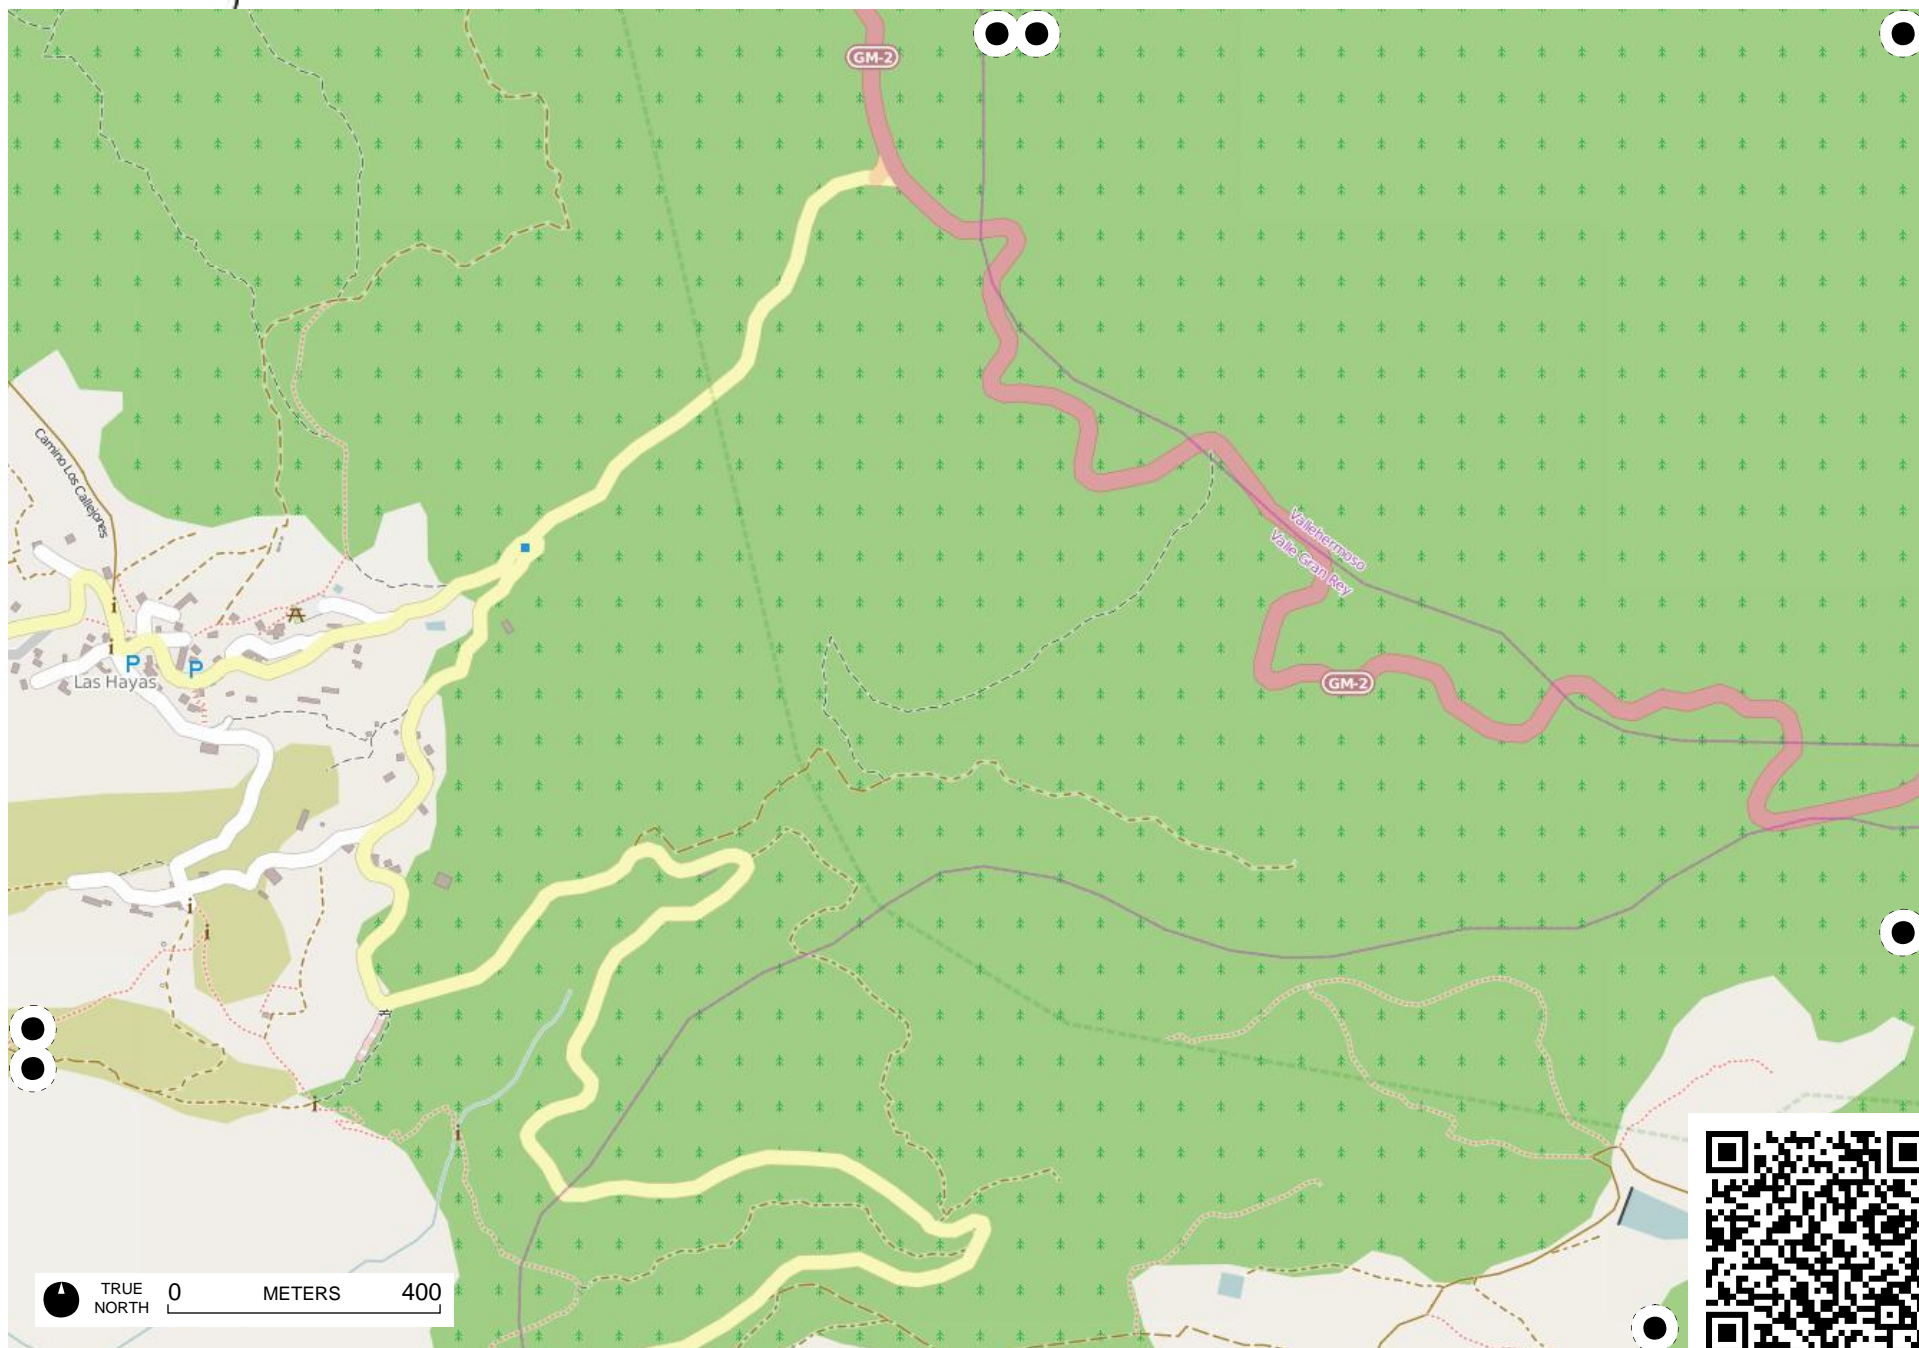 GM-2
Camino Los Callejones
Vallehermoso
Valle Gran Rey
P
P
Las Hayas
GM-2
TRUE
NORTH
0 METERS 400